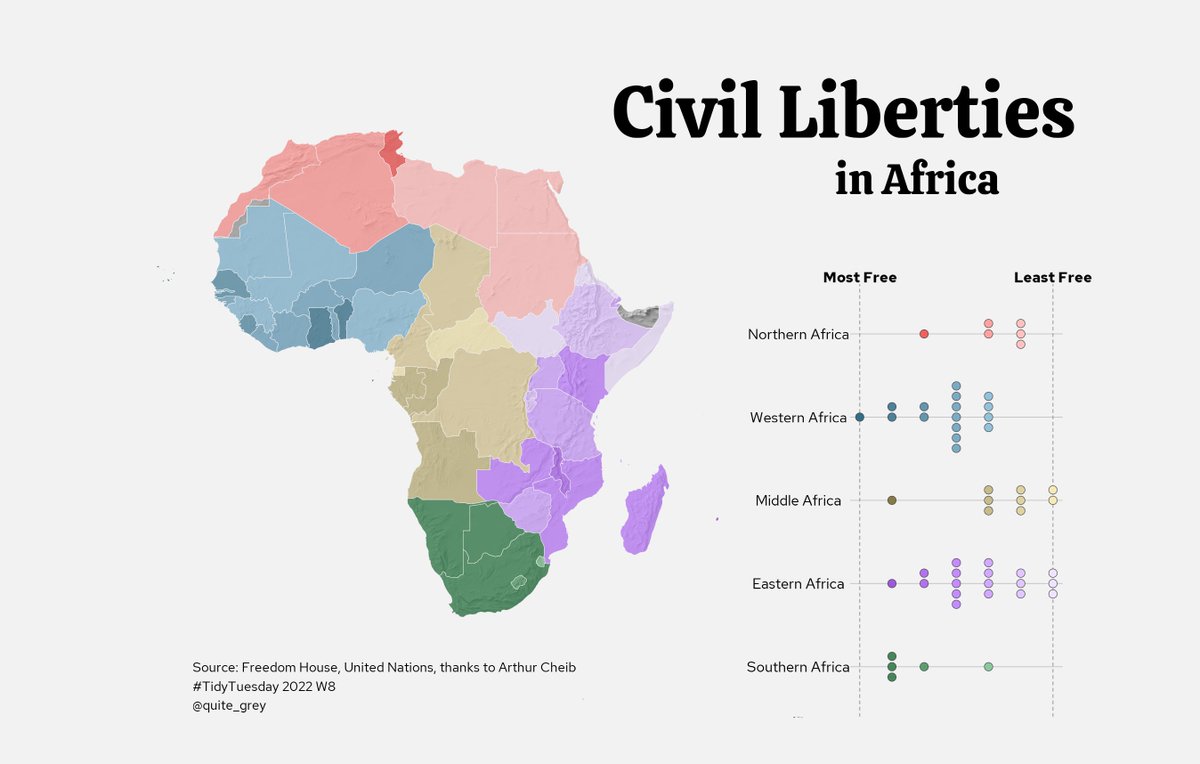 Civil Liberties
in Africa
Most Free
Least Free
Northern Africa
Western Africa
Middle Africa
Eastern Africa
Southern Africa
Source: Freedom House, United Nations, thanks to Arthur Cheib
#TidyTuesday 2022 W8
@quite_grey